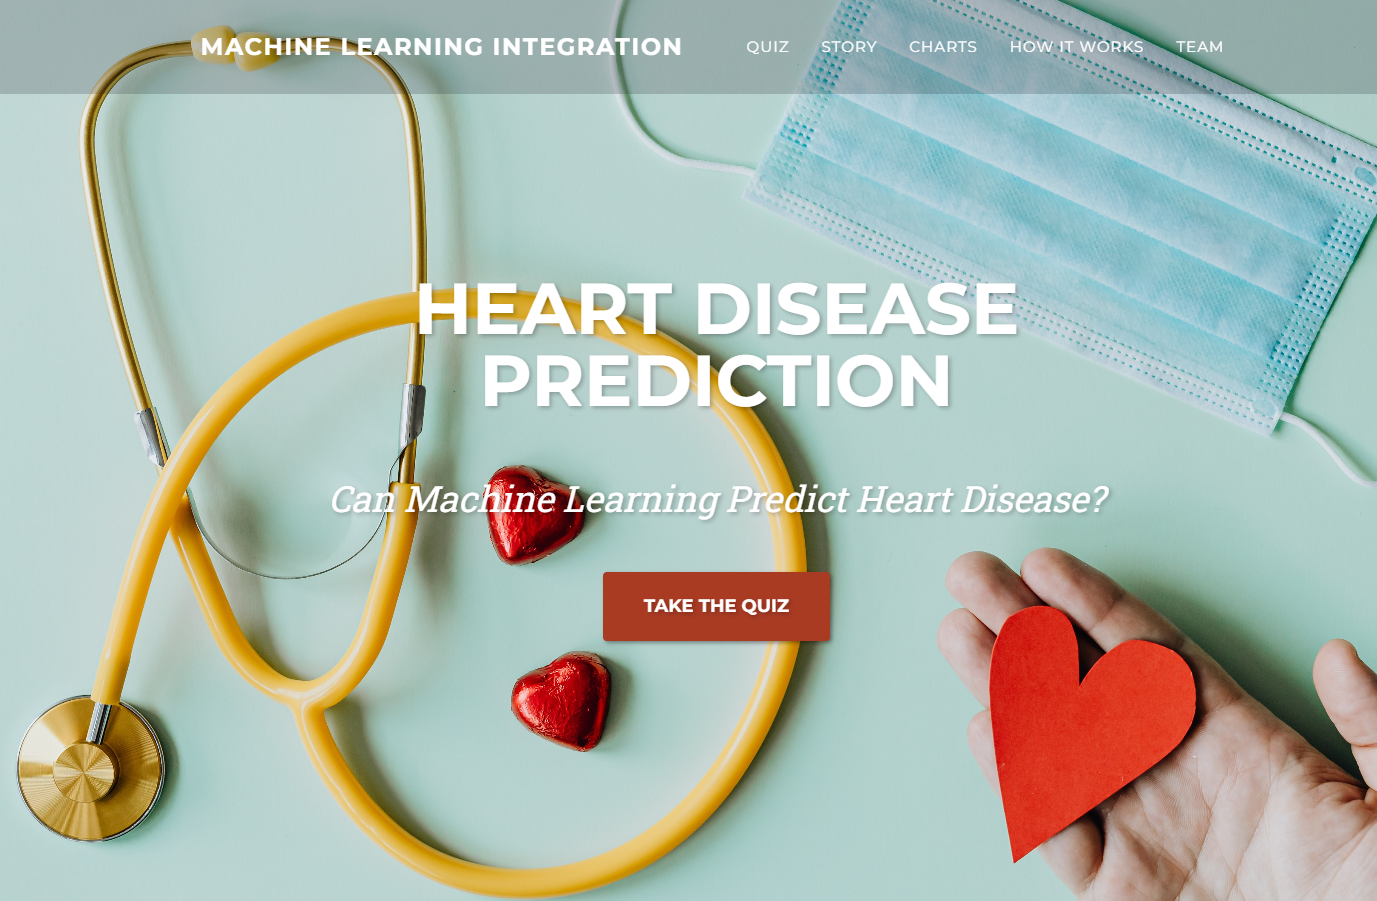 MACHINE LEARNING INTEGRATION
QUIZ STORY CHARTS HOW IT WORKS TEAM
HEART DISEASE
PREDICTION
Can Machine Learning Predict Heart Disease?
TAKE THE QUIZ